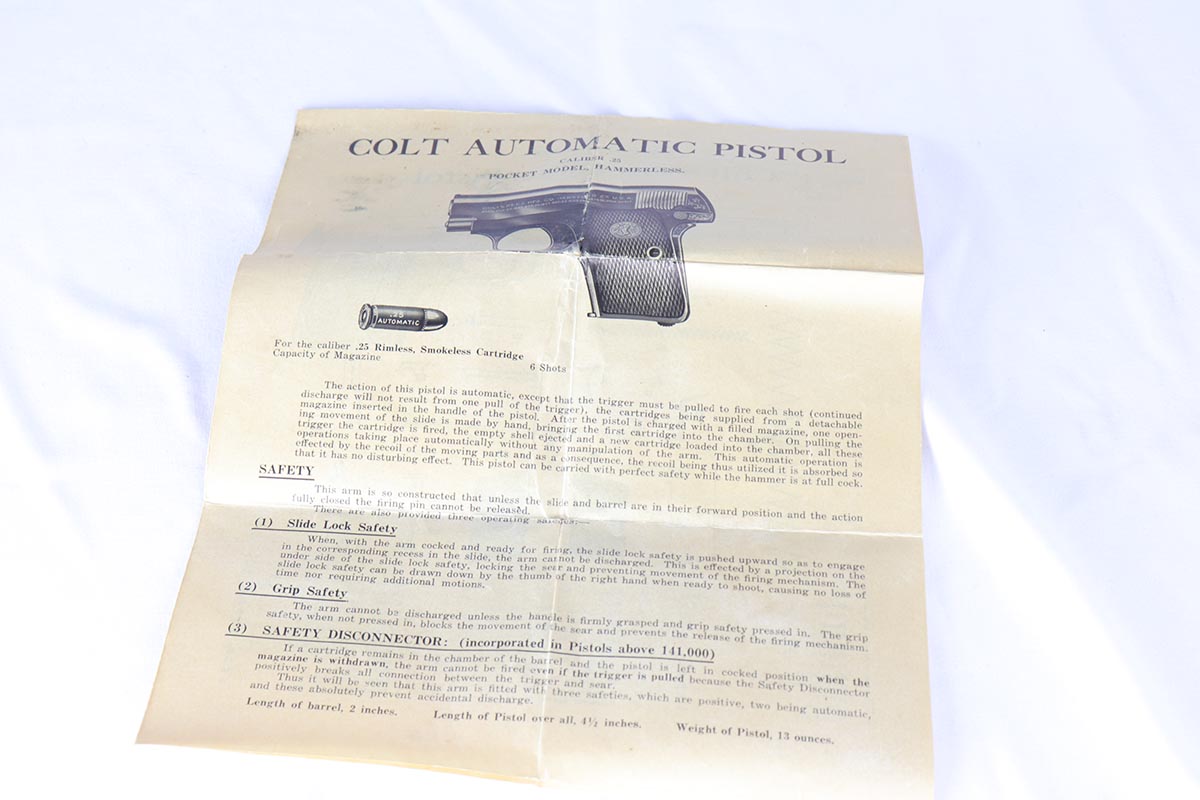 COLT AUTOMATIC PISTOL
CALIBER .25
POCKET MODEL, HAMMERLESS.
.25
AUTOMATIC
For the caliber .25 Rimless, Smokeless Cartridge
Capacity of Magazine
6 Shots
The action of this pistol is automatic, except that the trigger must be pulled to fire each shot (continued
discharge will not result from one pull of the trigger), the cartridges being supplied from a detachable
magazine inserted in the handle of the pistol. After the pistol is charged with a filled magazine, one open-
ing movement of the slide is made by hand, bringing the first cartridge into the chamber. On pulling the
trigger the cartridge is fired, the empty shell ejected and a new cartridge loaded into the chamber, all these
operations taking place automatically without any manipulation of the arm. This automatic operation is
effected by the recoil of the moving parts and as a consequence, the recoil being thus utilized it is absorbed so
that it has no disturbing effect. This pistol can be carried with perfect safety while the hammer is at full cock.
SAFETY
This arm is so constructed that unless the slide and barrel are in their forward position and the action
fully closed the firing pin cannot be released.
There are also provided three operating safeties:—
(1) Slide Lock Safety
When, with the arm cocked and ready for firing, the slide lock safety is pushed upward so as to engage
in the corresponding recess in the slide, the arm cannot be discharged. This is effected by a projection on the
under side of the slide lock safety, locking the sear and preventing movement of the firing mechanism. The
slide lock safety can be drawn down by the thumb of the right hand when ready to shoot, causing no loss of
time nor requiring additional motions.
(2) Grip Safety
The arm cannot be discharged unless the handle is firmly grasped and grip safety pressed in. The grip
safety, when not pressed in, blocks the movement of the sear and prevents the release of the firing mechanism.
(3) SAFETY DISCONNECTOR: (incorporated in Pistols above 141,000)
If a cartridge remains in the chamber of the barrel and the pistol is left in cocked position when the
magazine is withdrawn, the arm cannot be fired even if the trigger is pulled because the Safety Disconnector
positively breaks all connection between the trigger and sear.
Thus it will be seen that this arm is fitted with three safeties, which are positive, two being automatic,
and these absolutely prevent accidental discharge.
Length of barrel, 2 inches. Length of Pistol over all, 4½ inches. Weight of Pistol, 13 ounces.